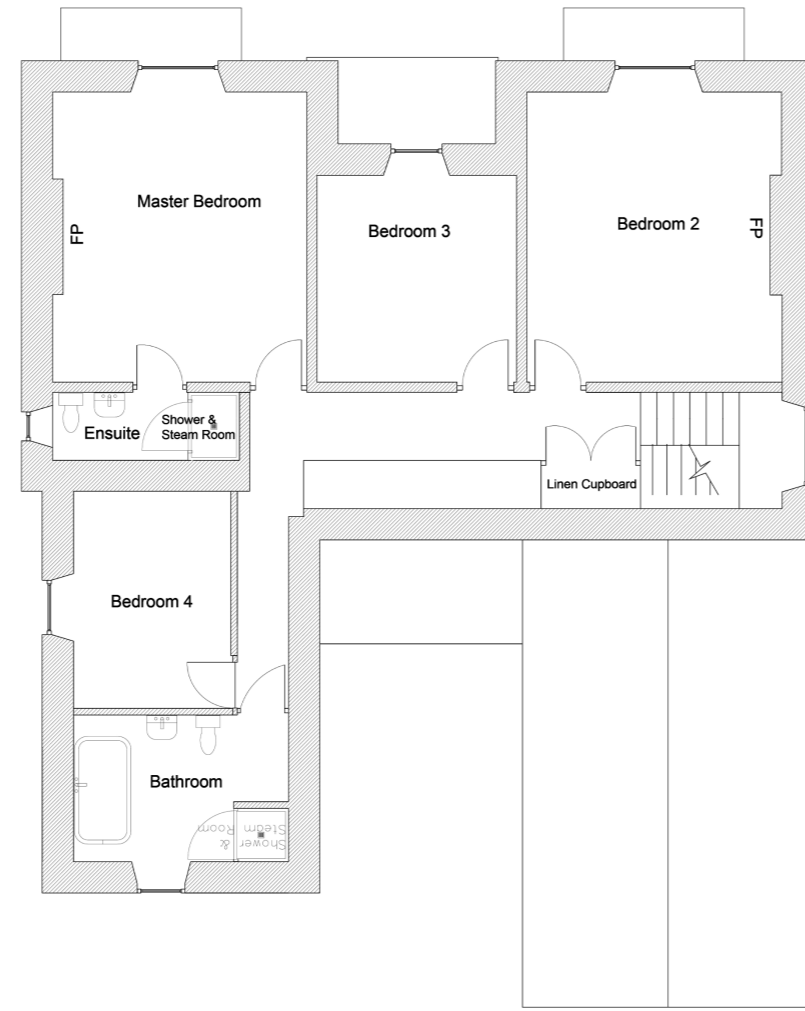 Master Bedroom
FP
Bedroom 3
Bedroom 2
FP
Ensuite
Shower &
Steam Room
Linen Cupboard
Bedroom 4
Bathroom
Shower &
Steam
Room